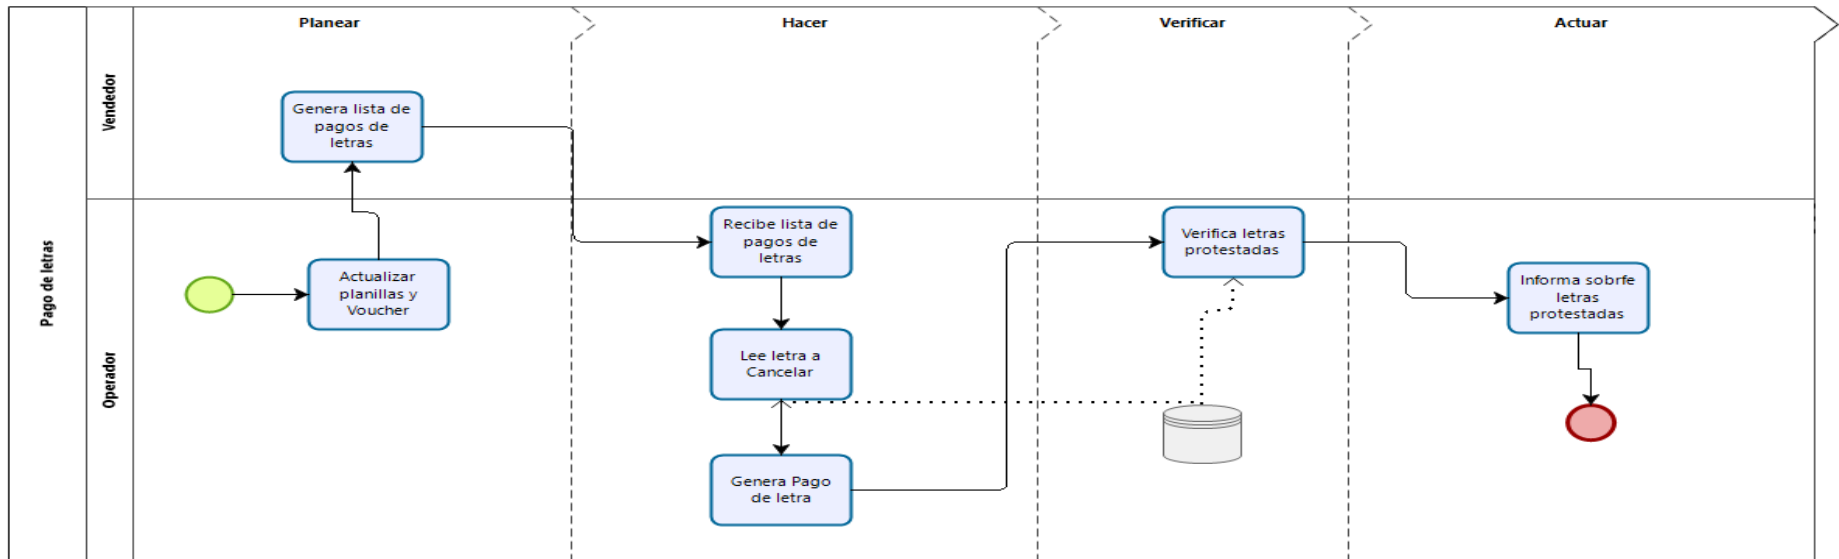 Planear
Hacer
Verificar
Actuar
Pago de letras
Vendedor
Operador
Genera lista de
pagos de
letras
Actualizar
planillas y
Voucher
Recibe lista de
pagos de
letras
Lee letra a
Cancelar
Genera Pago
de letra
Verifica letras
protestadas
Informa sobrfe
letras
protestadas